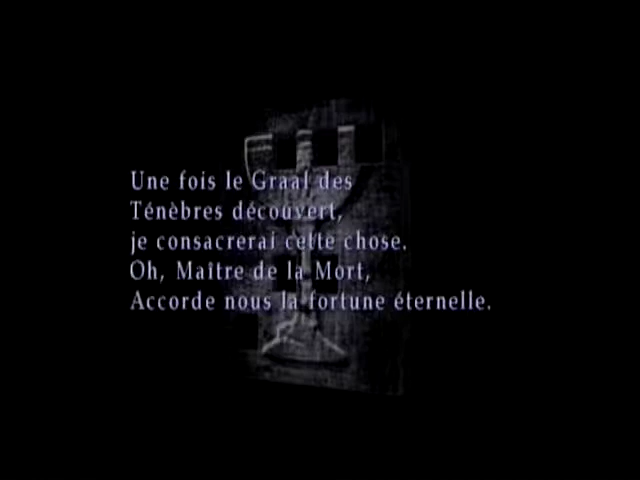 Une fois le Graal des
Ténèbres découvert,
je consacrerai cette chose.
Oh, Maître de la Mort,
Accorde nous la fortune éternelle.